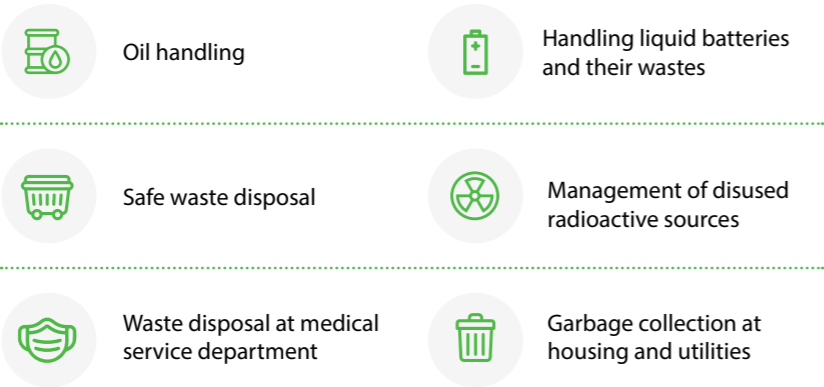 Oil handling
Handling liquid batteries
and their wastes
Safe waste disposal
Management of disused
radioactive sources
Waste disposal at medical
service department
Garbage collection at
housing and utilities